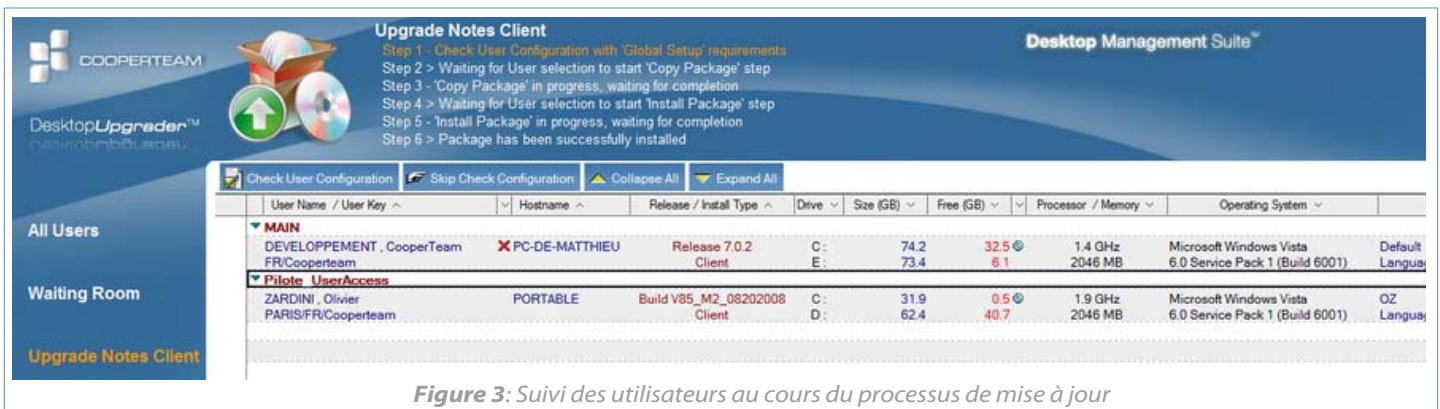 COOPERTEAM
DesktopUpgrader™
Upgrade Notes Client
Step 1 - Check User Configuration with 'Global Setup' requirements
Step 2 > Waiting for User selection to start 'Copy Package' step
Step 3 - 'Copy Package' in progress, waiting for completion
Step 4 > Waiting for User selection to start 'Install Package' step
Step 5 - 'Install Package' in progress, waiting for completion
Step 6 > Package has been successfully installed
Desktop Management Suite™
Check User Configuration Skip Check Configuration Collapse All Expand All
User Name / User Key Hostname Release / Install Type Drive Size (GB) Free (GB) Processor / Memory Operating System
All Users
Waiting Room
Upgrade Notes Client
MAIN
DEVELOPPEMENT , CooperTeam PC-DE-MATTHIEU Release 7.0.2 C : 74.2 32.5 1.4 GHz Microsoft Windows Vista Default
FR/Cooperteam Client E : 73.4 6.1 2046 MB 6.0 Service Pack 1 (Build 6001) Languag
Pilote_UserAccess
ZARDINI , Olivier PORTABLE Build V85_M2_08202008 C : 31.9 0.5 1.9 GHz Microsoft Windows Vista OZ
PARIS/FR/Cooperteam Client D : 62.4 40.7 2046 MB 6.0 Service Pack 1 (Build 6001) Languag
Figure 3: Suivi des utilisateurs au cours du processus de mise à jour